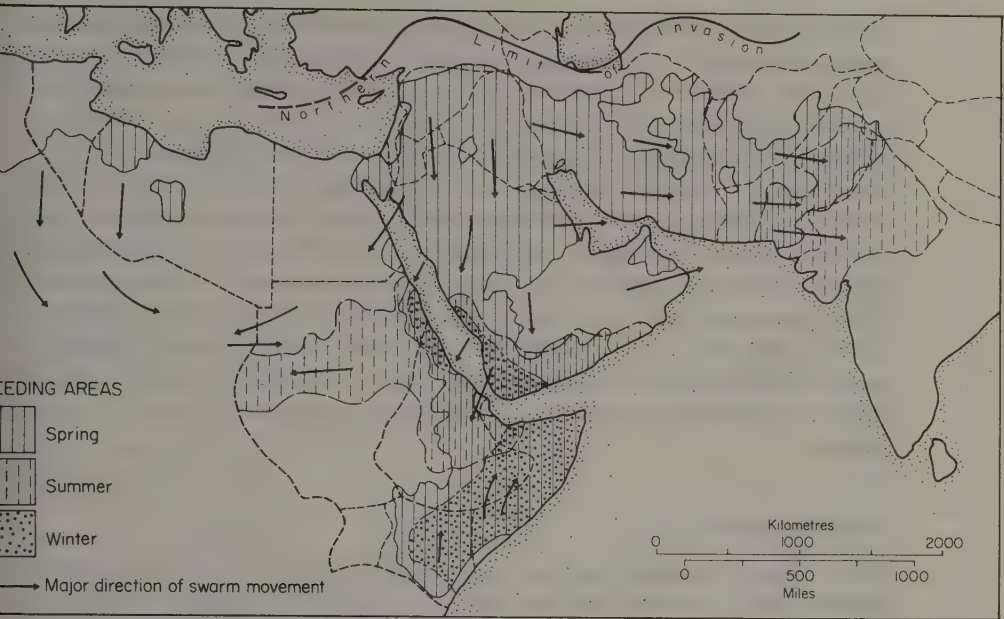 Northern Limit of Invasion
EEDING AREAS
Spring
Summer
Winter
Major direction of swarm movement
Kilometres
0 1000 2000
0 500 1000
Miles